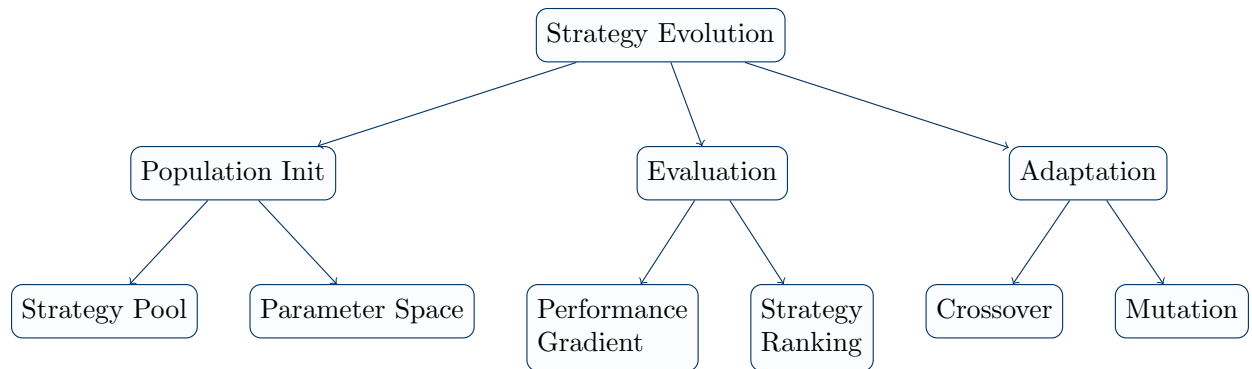 Strategy Evolution
Population Init
Evaluation
Adaptation
Strategy Pool
Parameter Space
Performance
Gradient
Strategy
Ranking
Crossover
Mutation